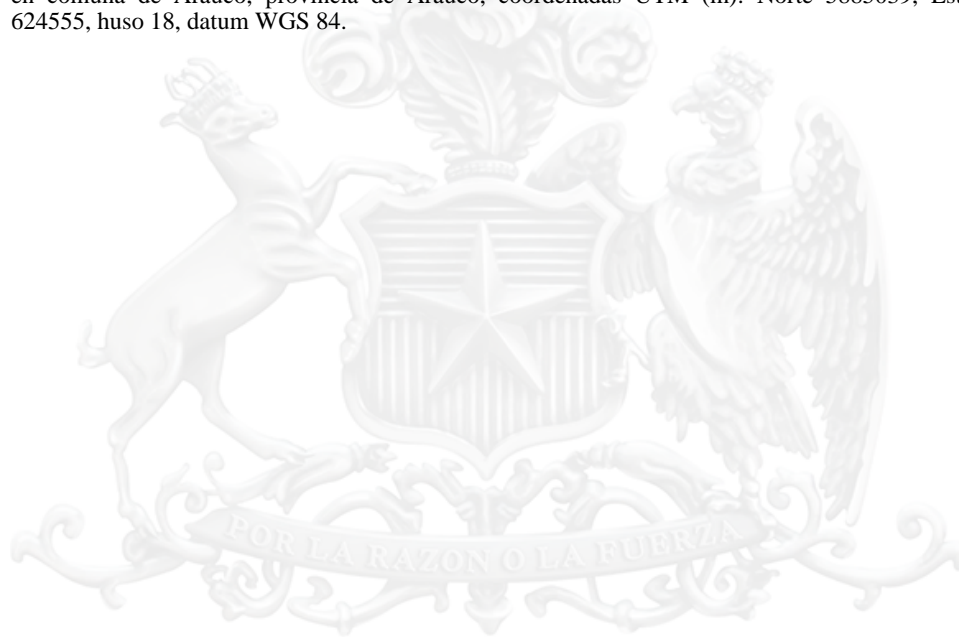 en comuna de Arauco, provincia de Arauco, coordenadas UTM (m): Norte 5885039, Este
624555, huso 18, datum WGS 84.
POR LA RAZON O LA FUERZA